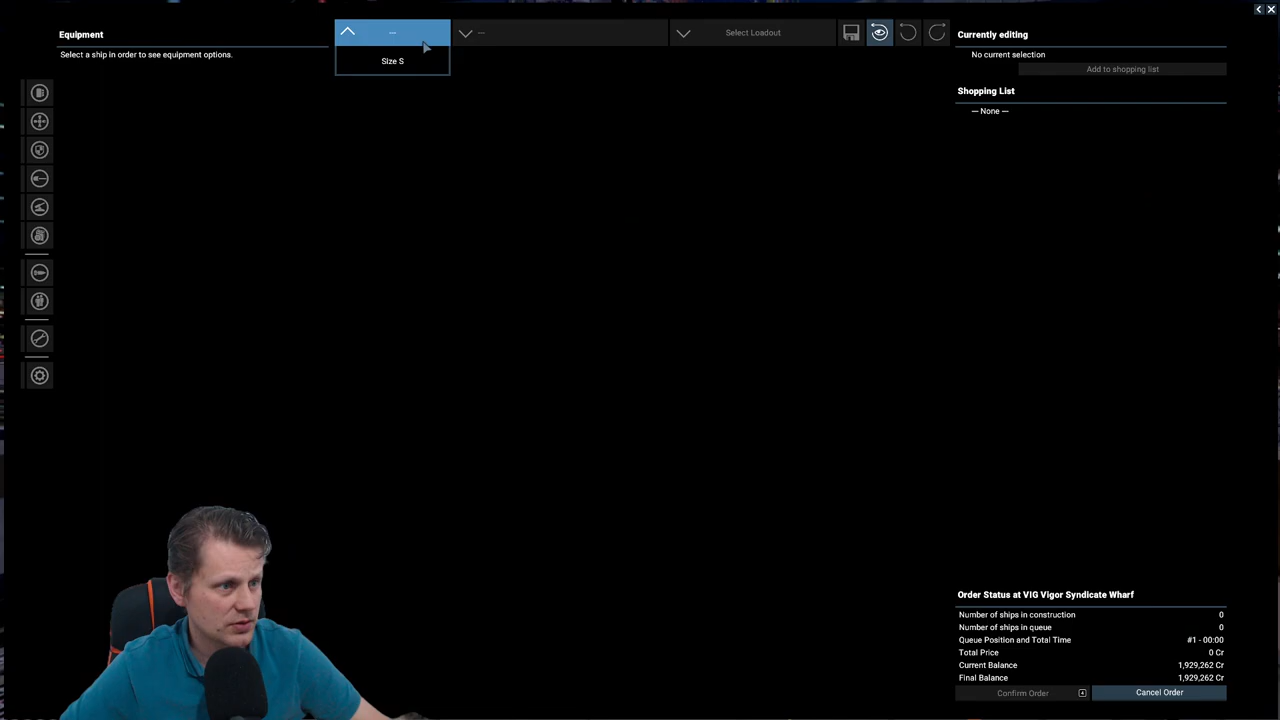 Equipment
Select a ship in order to see equipment options.
---
Size S
---
Select Loadout
Currently editing
No current selection
Add to shopping list
Shopping List
— None —
Order Status at VIG Vigor Syndicate Wharf
Number of ships in construction 0
Number of ships in queue 0
Queue Position and Total Time #1 - 00:00
Total Price 0 Cr
Current Balance 1,929,262 Cr
Final Balance 1,929,262 Cr
Confirm Order
Cancel Order